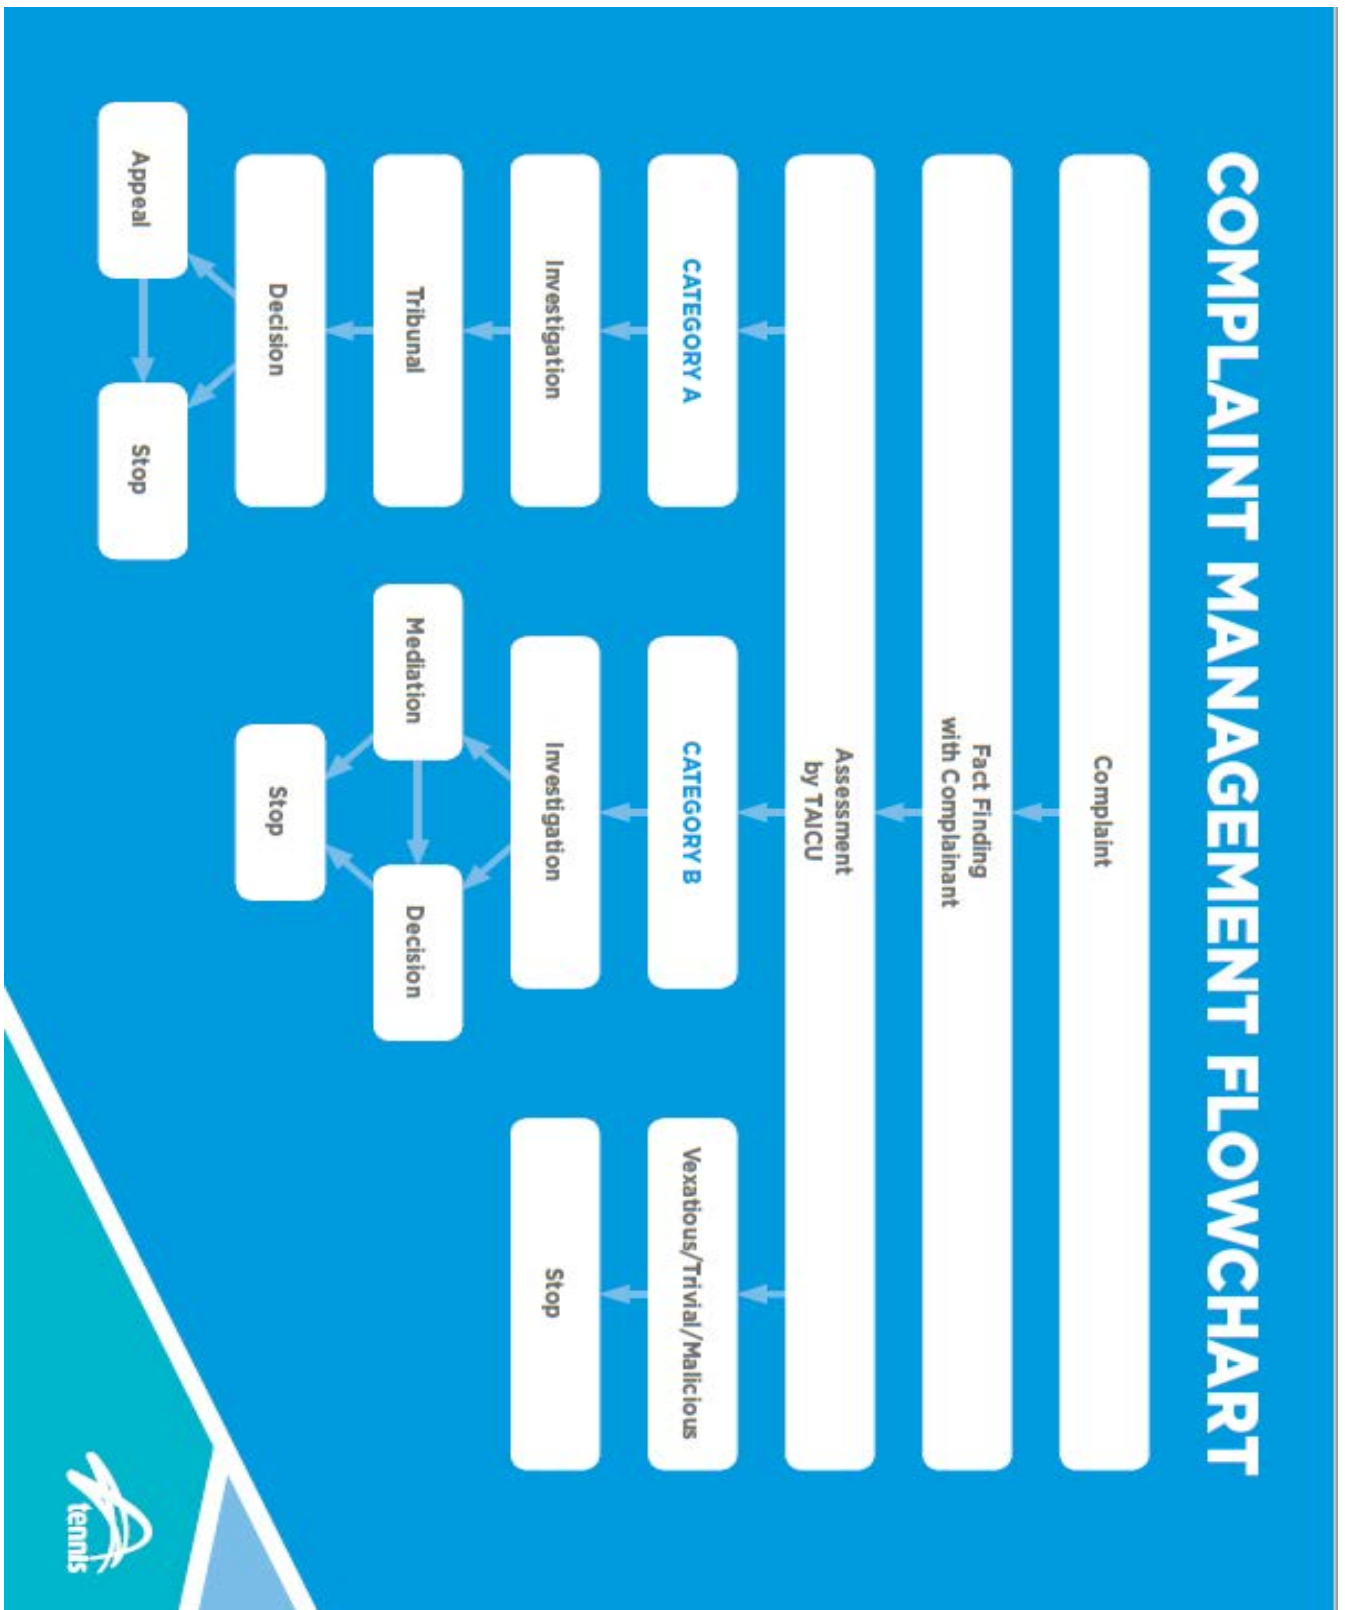 COMPLAINT MANAGEMENT FLOWCHART
Complaint
Fact Finding
with Complainant
Assessment
by TAICU
CATEGORY A
CATEGORY B
Vexatious/Trivial/Malicious
Investigation
Investigation
Stop
Tribunal
Mediation
Decision
Decision
Stop
Appeal
Stop
tennis